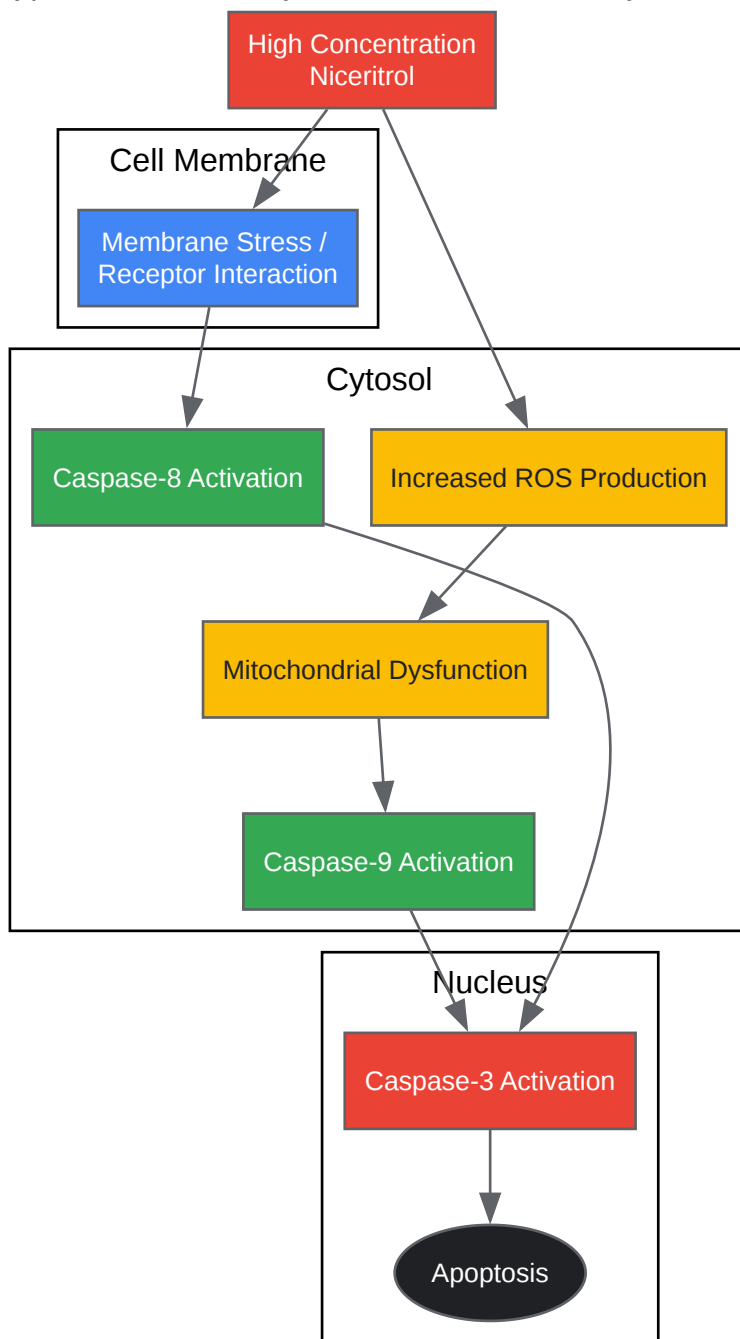 High Concentration
Niceritrol
Cell Membrane
Membrane Stress /
Receptor Interaction
Cytosol
Caspase-8 Activation
Increased ROS Production
Mitochondrial Dysfunction
Caspase-9 Activation
Nucleus
Caspase-3 Activation
Apoptosis